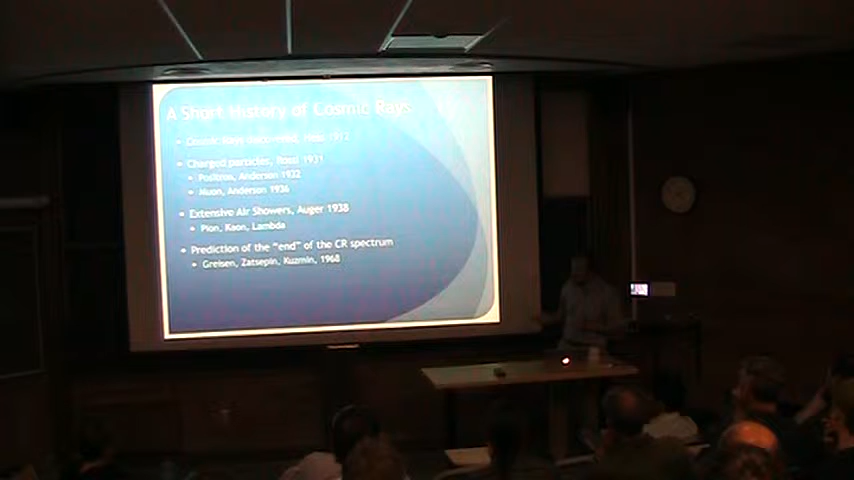 A Short History of Cosmic Rays
Cosmic Rays discovered, Hess 1912
Charged particles, Rossi 1931
Positron, Anderson 1932
Muon, Anderson 1936
Extensive Air Showers, Auger 1938
Pion, Kaon, Lambda
Prediction of the "end" of the CR spectrum
Greisen, Zatsepin, Kuzmin, 1968